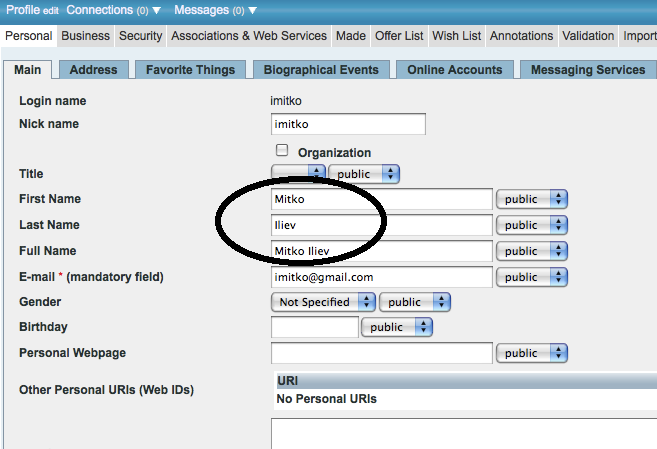 Profile edit Connections (0) Messages (0)
Personal Business Security Associations & Web Services Made Offer List Wish List Annotations Validation Import
Main Address Favorite Things Biographical Events Online Accounts Messaging Services
Login name imitko
Nick name imitko
Organization
Title public
First Name Mitko public
Last Name Iliev public
Full Name Mitko Iliev public
E-mail * (mandatory field) imitko@gmail.com public
Gender Not Specified public
Birthday public
Personal Webpage public
Other Personal URIs (Web IDs) URI
No Personal URIs